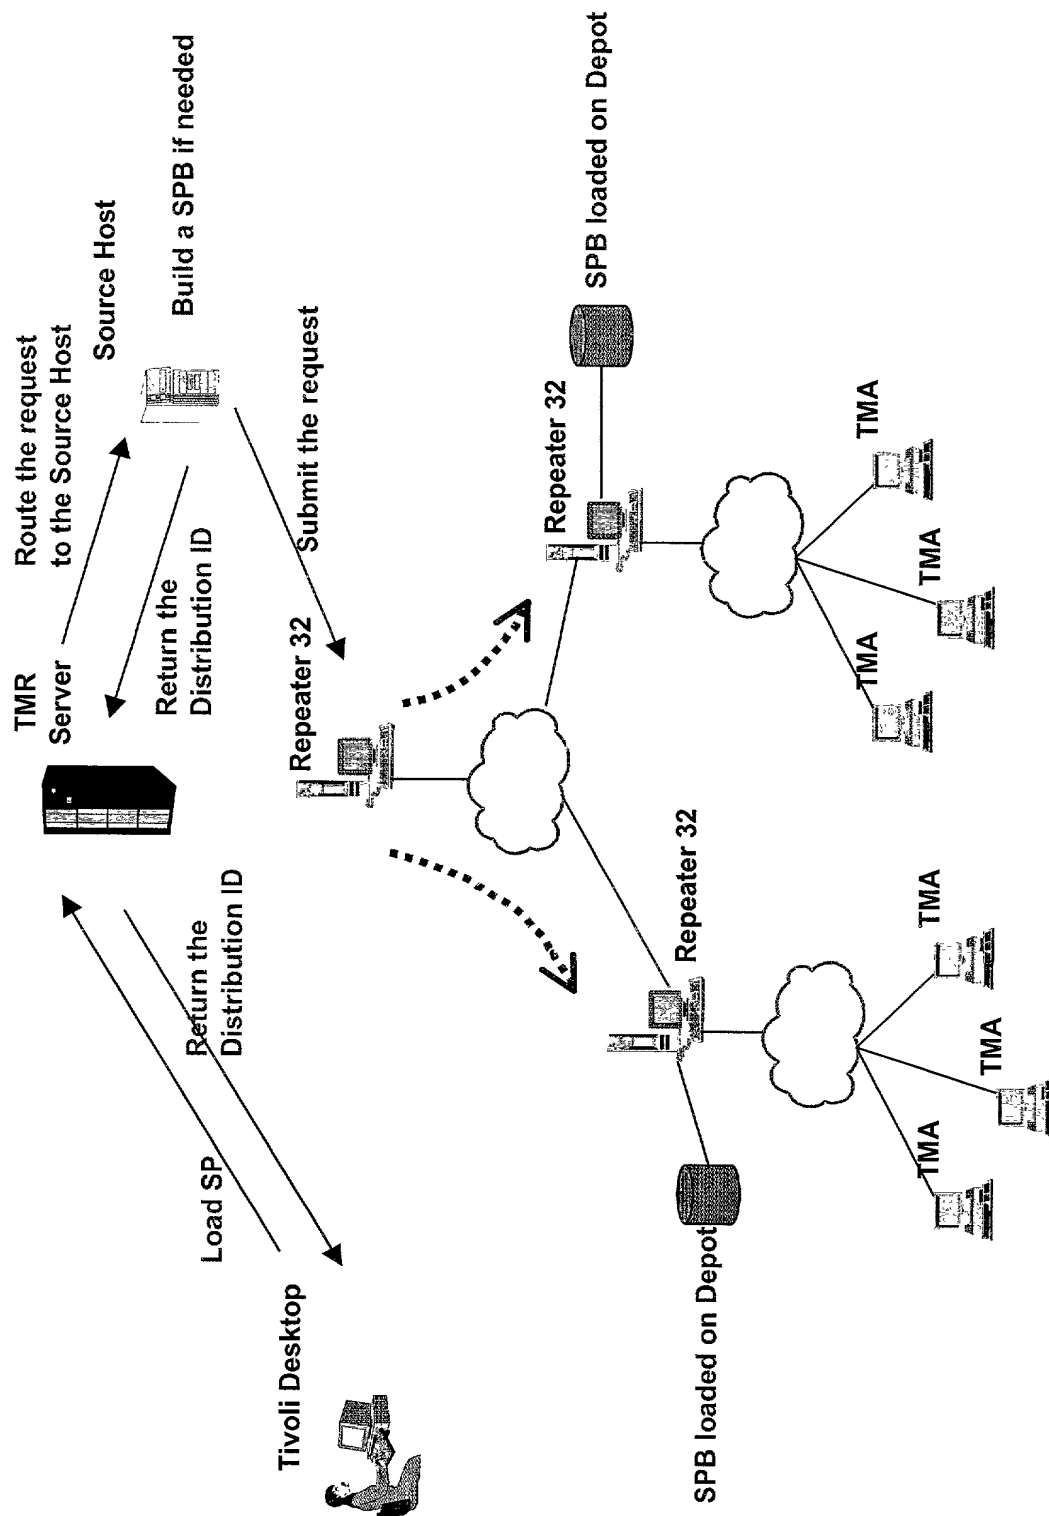 TMR
Server
Route the request
to the Source Host
Source Host
Build a SPB if needed
Return the
Distribution ID
Load SP
Return the
Distribution ID
Tivoli Desktop
Repeater 32
Submit the request
Repeater 32
SPB loaded on Depot
Repeater 32
SPB loaded on Depot
TMA
TMA
TMA
TMA
TMA
TMA